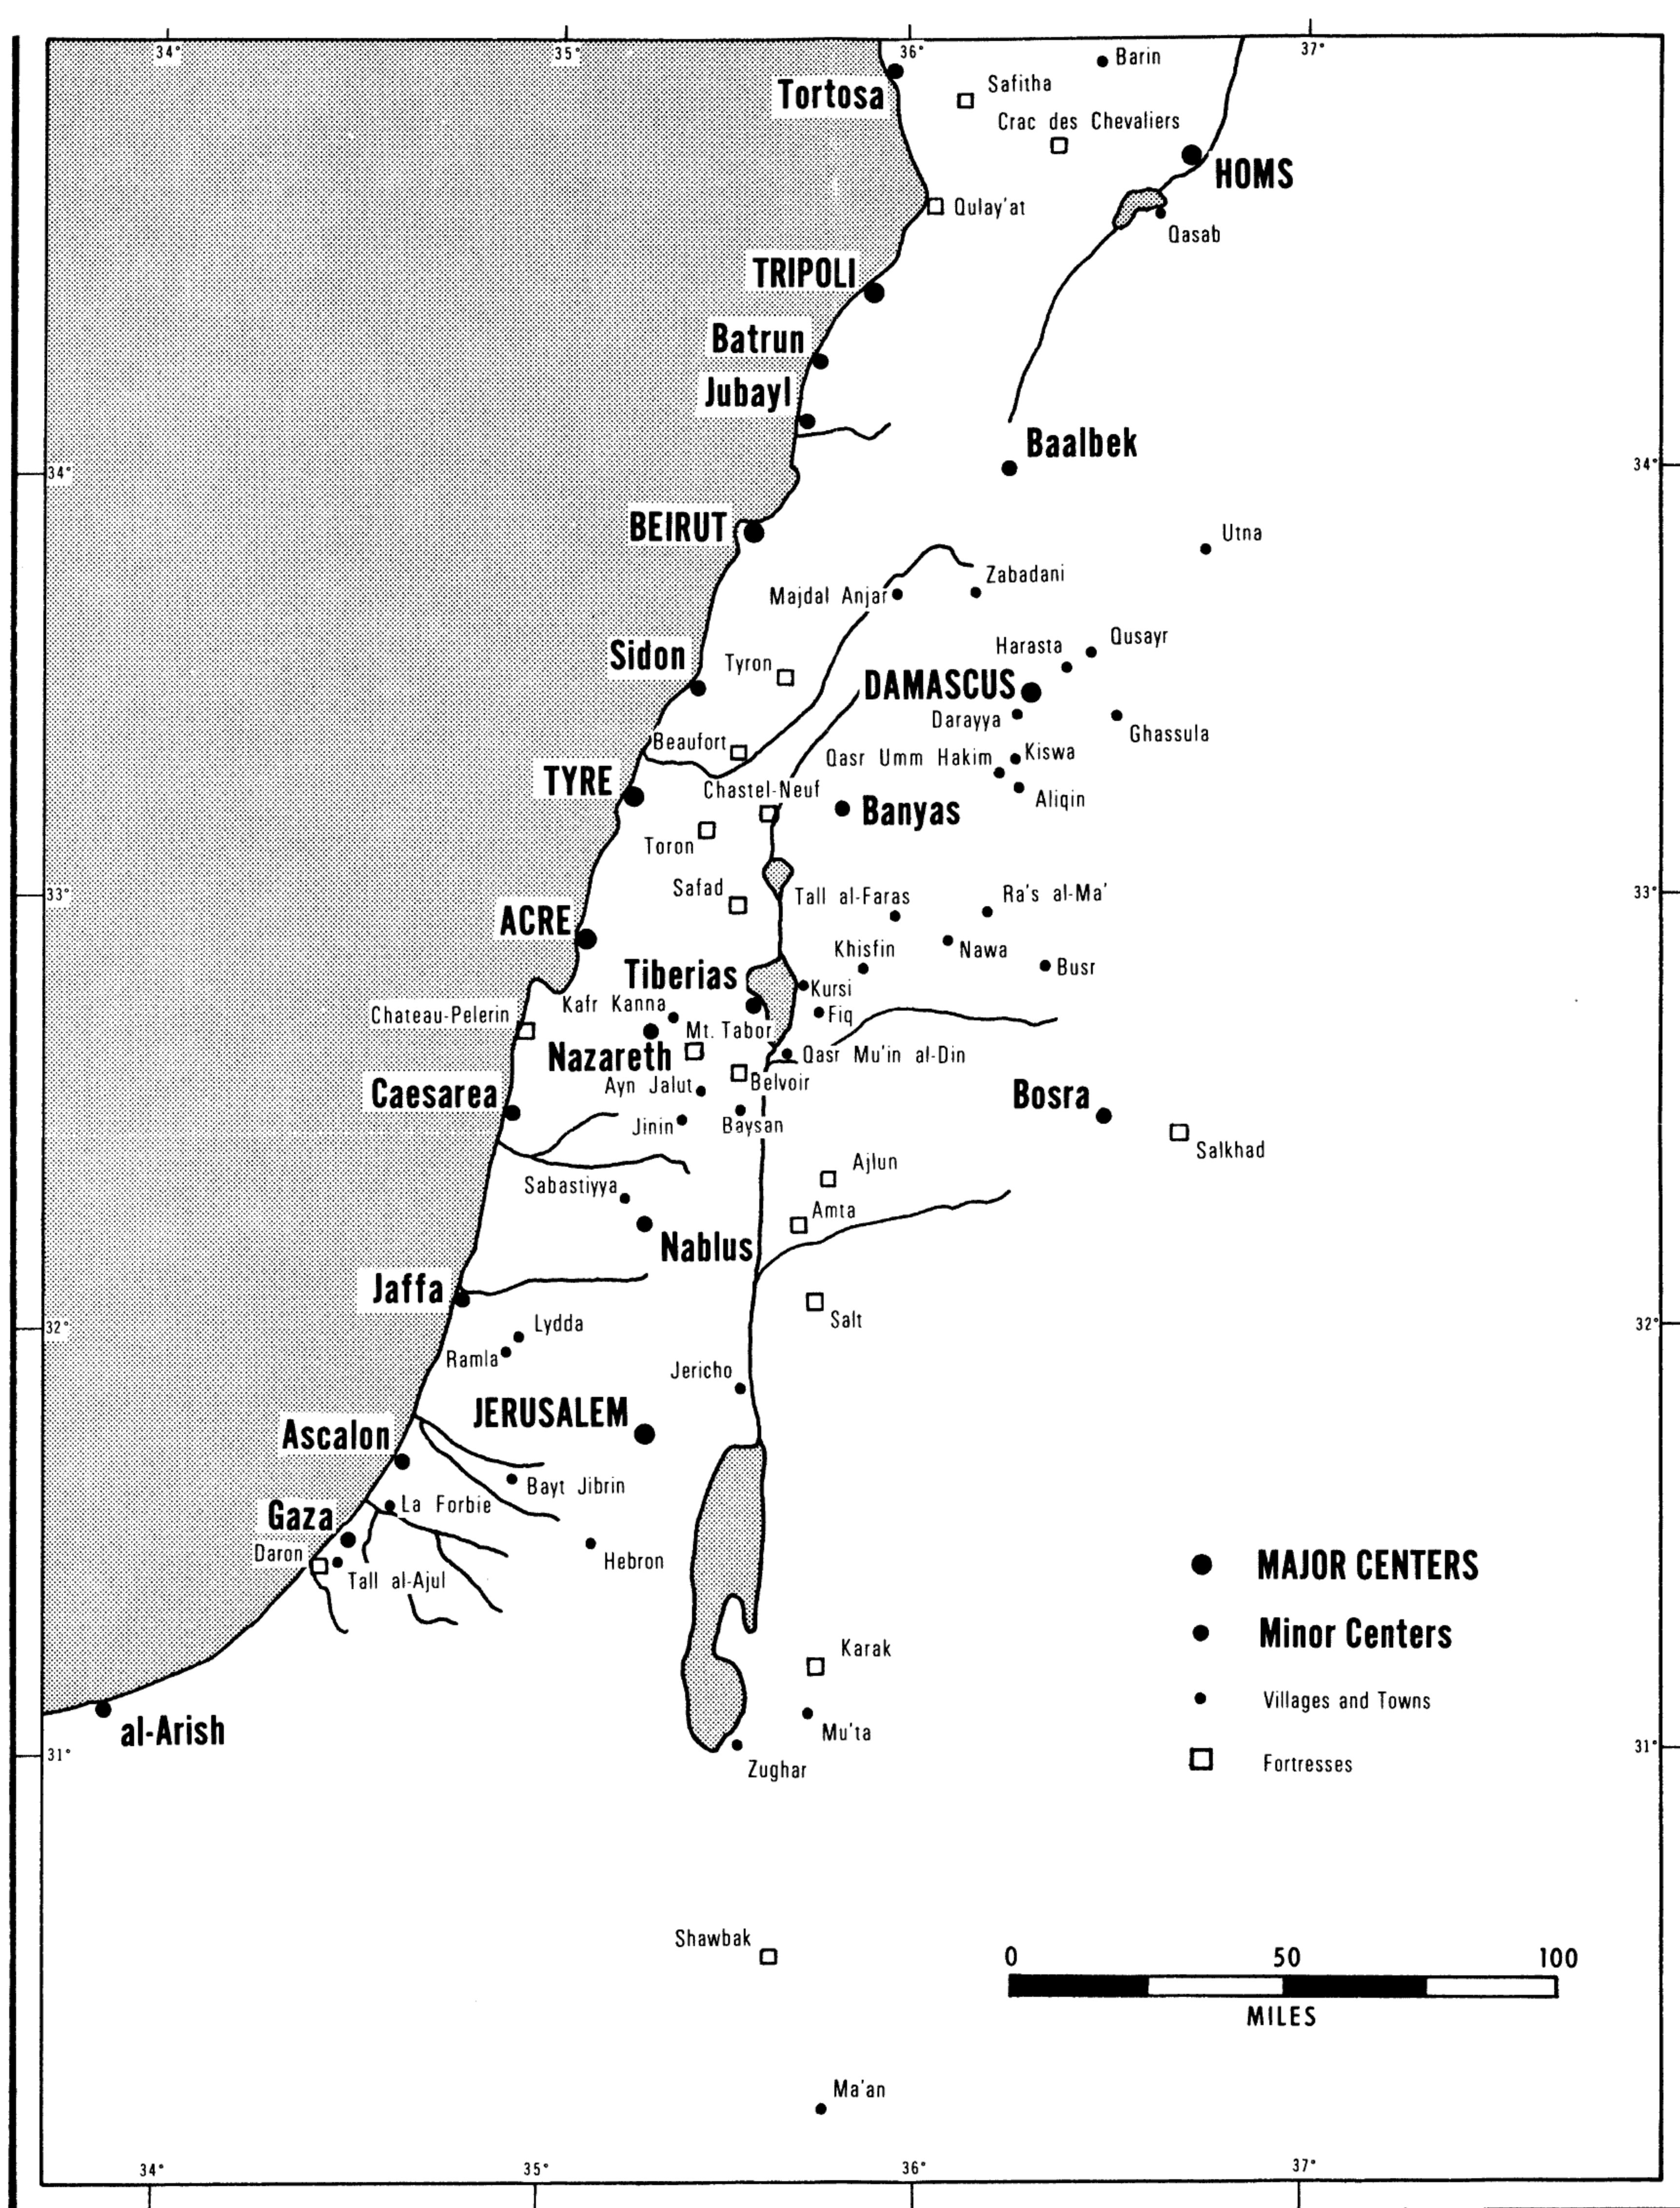 34°
35°
36°
37°
Barin
Tortosa
Safitha
Crac des Chevaliers
HOMS
Qulay'at
Qasab
TRIPOLI
Batrun
Jubayl
Baalbek
34°
34°
BEIRUT
Utna
Zabadani
Majdal Anjar
Qusayr
Harasta
Sidon
Tyron
DAMASCUS
Darayya
Ghassula
Beaufort
Qasr Umm Hakim
Kiswa
TYRE
Chastel-Neuf
Aliqin
Banyas
Toron
33°
33°
Safad
Tall al-Faras
Ra's al-Ma'
ACRE
Khisfin
Nawa
Busr
Tiberias
Kursi
Kafr Kanna
Chateau-Pelerin
Fiq
Mt. Tabor
Nazareth
Qasr Mu'in al-Din
Ayn Jalut
Belvoir
Caesarea
Bosra
Jinin
Baysan
Salkhad
Ajlun
Sabastiyya
Amta
Nablus
Jaffa
Salt
32°
32°
Lydda
Ramla
Jericho
JERUSALEM
Ascalon
Bayt Jibrin
La Forbie
Gaza
Daron
Hebron
Tall al-Ajul
MAJOR CENTERS
Minor Centers
Villages and Towns
Fortresses
Karak
Mu'ta
al-Arish
31°
31°
Zughar
Shawbak
0 50 100
MILES
Ma'an
34°
35°
36°
37°